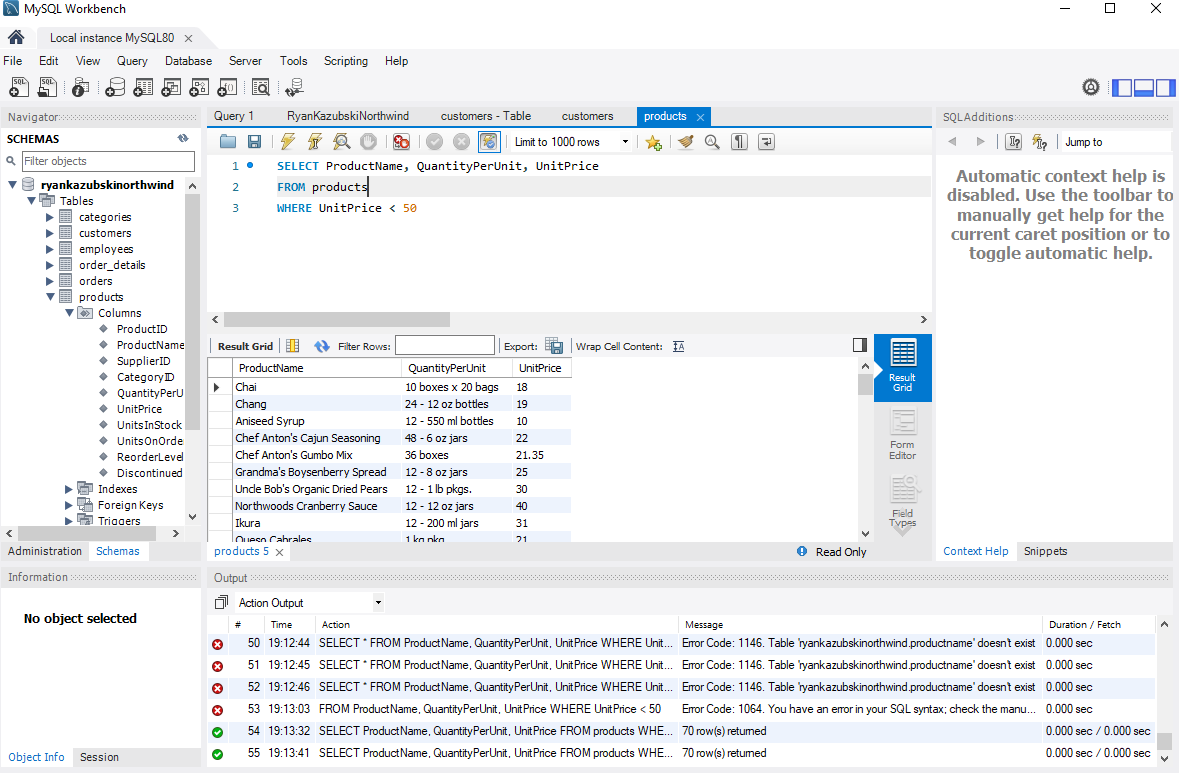 MySQL Workbench
Local instance MySQL80
File Edit View Query Database Server Tools Scripting Help
Navigator
SCHEMAS
Filter objects
ryankazubskinorthwind
Tables
categories
customers
employees
order_details
orders
products
Columns
ProductID
ProductName
SupplierID
CategoryID
QuantityPerU
UnitPrice
UnitsInStock
UnitsOnOrde
ReorderLevel
Discontinued
Indexes
Foreign Keys
Triggers
Administration Schemas
Information
No object selected
Object Info Session
Query 1 RyanKazubskiNorthwind customers - Table customers products
Limit to 1000 rows
1 SELECT ProductName, QuantityPerUnit, UnitPrice
2 FROM products
3 WHERE UnitPrice < 50
Result Grid Filter Rows: Export: Wrap Cell Content:
ProductName QuantityPerUnit UnitPrice
Chai 10 boxes x 20 bags 18
Chang 24 - 12 oz bottles 19
Aniseed Syrup 12 - 550 ml bottles 10
Chef Anton's Cajun Seasoning 48 - 6 oz jars 22
Chef Anton's Gumbo Mix 36 boxes 21.35
Grandma's Boysenberry Spread 12 - 8 oz jars 25
Uncle Bob's Organic Dried Pears 12 - 1 lb pkgs. 30
Northwoods Cranberry Sauce 12 - 12 oz jars 40
Ikura 12 - 200 ml jars 31
Queso Cabrales 1 kg pkg. 21
Result
Grid
Form
Editor
Field
Types
products 5 Read Only
SQLAdditions
Jump to
Automatic context help is
disabled. Use the toolbar to
manually get help for the
current caret position or to
toggle automatic help.
Context Help Snippets
Output
Action Output
# Time Action Message Duration / Fetch
50 19:12:44 SELECT * FROM ProductName, QuantityPerUnit, UnitPrice WHERE Unit... Error Code: 1146. Table 'ryankazubskinorthwind.productname' doesn't exist 0.000 sec
51 19:12:45 SELECT * FROM ProductName, QuantityPerUnit, UnitPrice WHERE Unit... Error Code: 1146. Table 'ryankazubskinorthwind.productname' doesn't exist 0.000 sec
52 19:12:46 SELECT * FROM ProductName, QuantityPerUnit, UnitPrice WHERE Unit... Error Code: 1146. Table 'ryankazubskinorthwind.productname' doesn't exist 0.000 sec
53 19:13:03 FROM ProductName, QuantityPerUnit, UnitPrice WHERE UnitPrice < 50 Error Code: 1064. You have an error in your SQL syntax; check the manu... 0.000 sec
54 19:13:32 SELECT ProductName, QuantityPerUnit, UnitPrice FROM products WHE... 70 row(s) returned 0.000 sec / 0.000 sec
55 19:13:41 SELECT ProductName, QuantityPerUnit, UnitPrice FROM products WHE... 70 row(s) returned 0.000 sec / 0.000 sec